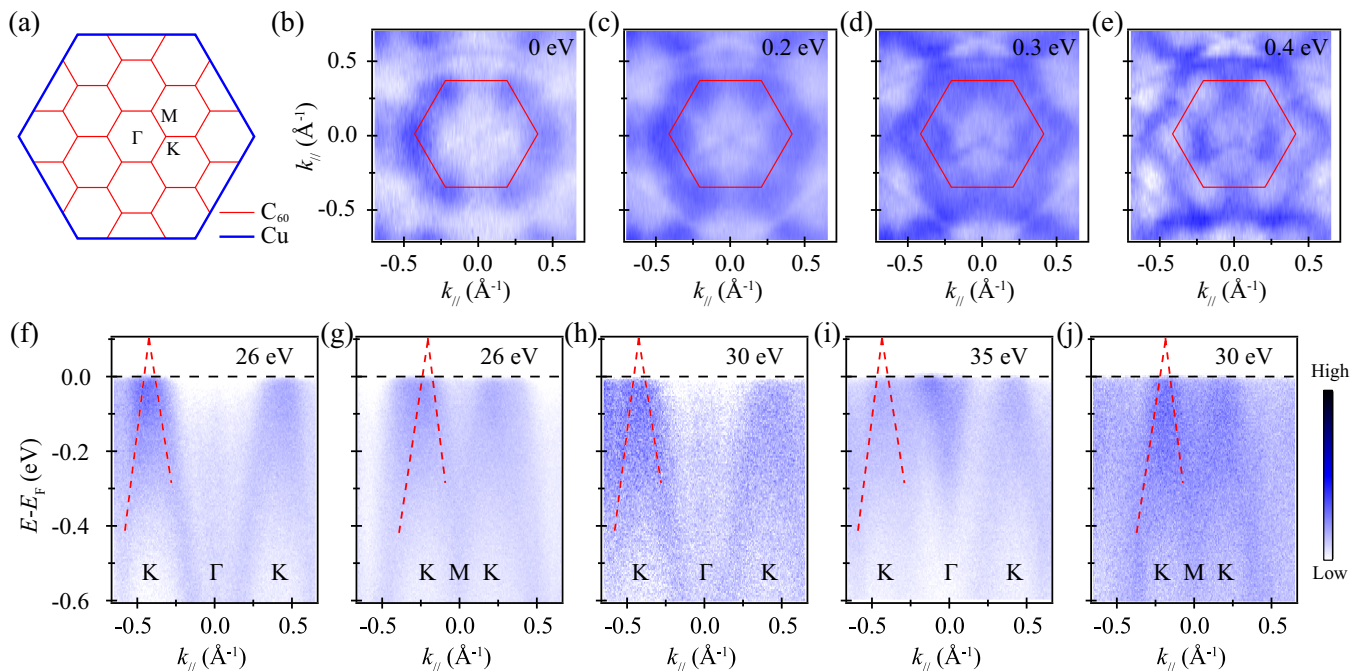 (a)
M
Γ
K
C₆₀
Cu
(b)
0 eV
(c)
0.2 eV
(d)
0.3 eV
(e)
0.4 eV
0.5
0.0
-0.5
k// (Å⁻¹)
-0.5 0.0 0.5
-0.5 0.0 0.5
-0.5 0.0 0.5
-0.5 0.0 0.5
k// (Å⁻¹)
k// (Å⁻¹)
k// (Å⁻¹)
k// (Å⁻¹)
(f)
26 eV
(g)
26 eV
(h)
30 eV
(i)
35 eV
(j)
30 eV
0.0
-0.2
-0.4
-0.6
E-E_F (eV)
K Γ K
K M K
K Γ K
K Γ K
K M K
High
Low
-0.5 0.0 0.5
-0.5 0.0 0.5
-0.5 0.0 0.5
-0.5 0.0 0.5
-0.5 0.0 0.5
k// (Å⁻¹)
k// (Å⁻¹)
k// (Å⁻¹)
k// (Å⁻¹)
k// (Å⁻¹)